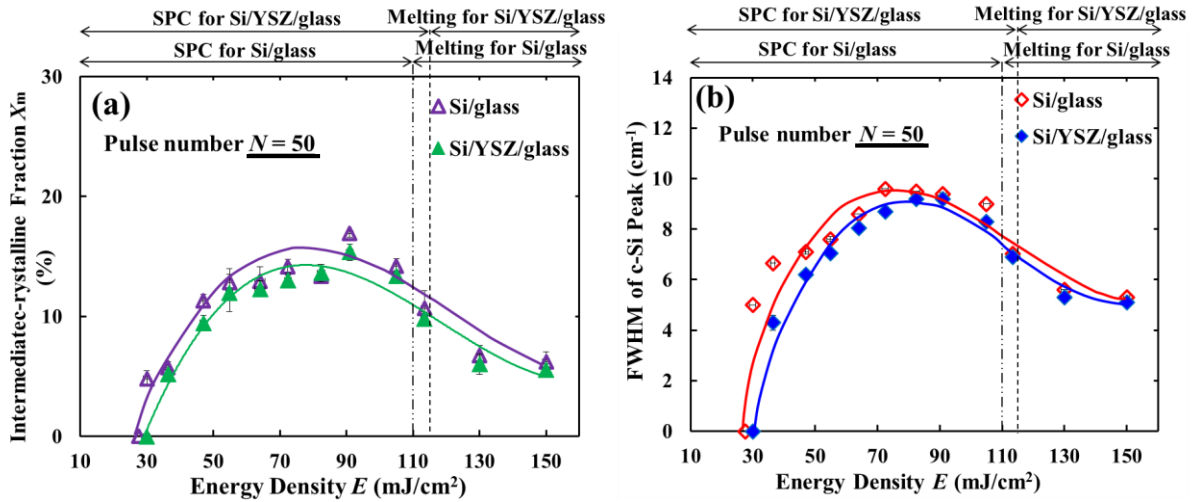 SPC for Si/YSZ/glass
Melting for Si/YSZ/glass
SPC for Si/glass
Melting for Si/glass
(a)
Si/glass
Si/YSZ/glass
Pulse number N = 50
Intermediatec-rystalline Fraction Xm
(%)
30
20
10
0
10 30 50 70 90 110 130 150
Energy Density E (mJ/cm²)
SPC for Si/YSZ/glass
Melting for Si/YSZ/glass
SPC for Si/glass
Melting for Si/glass
(b)
Si/glass
Si/YSZ/glass
Pulse number N = 50
FWHM of c-Si Peak (cm⁻¹)
14
12
10
8
6
4
2
0
10 30 50 70 90 110 130 150
Energy Density E (mJ/cm²)